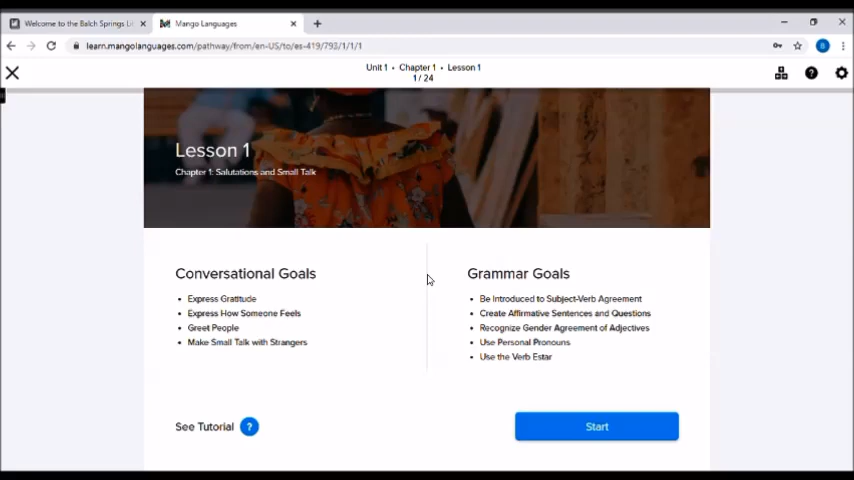 Welcome to the Balch Springs Li
Mango Languages
learn.mangolanguages.com/pathway/from/en-US/to/es-419/793/1/1/1
Unit 1 • Chapter 1 • Lesson 1
1 / 24
Lesson 1
Chapter 1: Salutations and Small Talk
Conversational Goals
• Express Gratitude
• Express How Someone Feels
• Greet People
• Make Small Talk with Strangers
Grammar Goals
• Be Introduced to Subject-Verb Agreement
• Create Affirmative Sentences and Questions
• Recognize Gender Agreement of Adjectives
• Use Personal Pronouns
• Use the Verb Estar
See Tutorial ?
Start